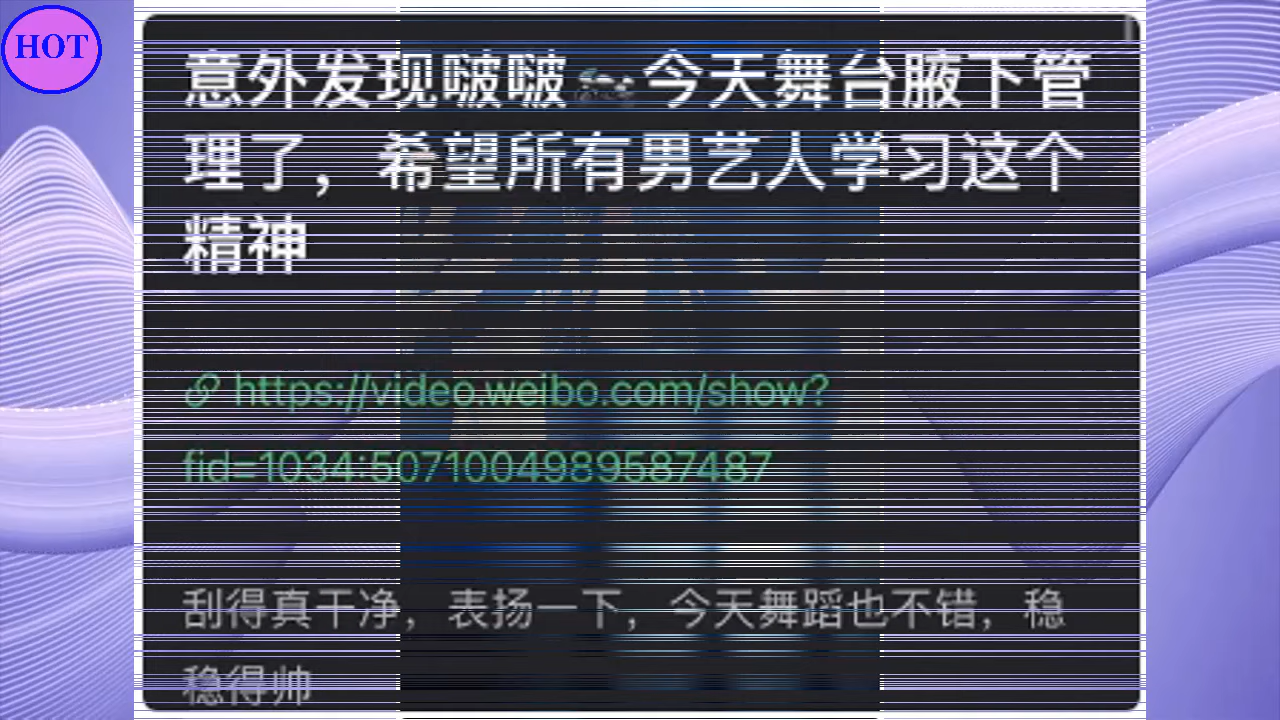 HOT
意外发现啵啵今天舞台腋下管
理了，希望所有男艺人学习这个
精神
https://video.weibo.com/show?
fid=1034:5071004989587487
刮得真干净，表扬一下，今天舞蹈也不错，稳
稳得帅